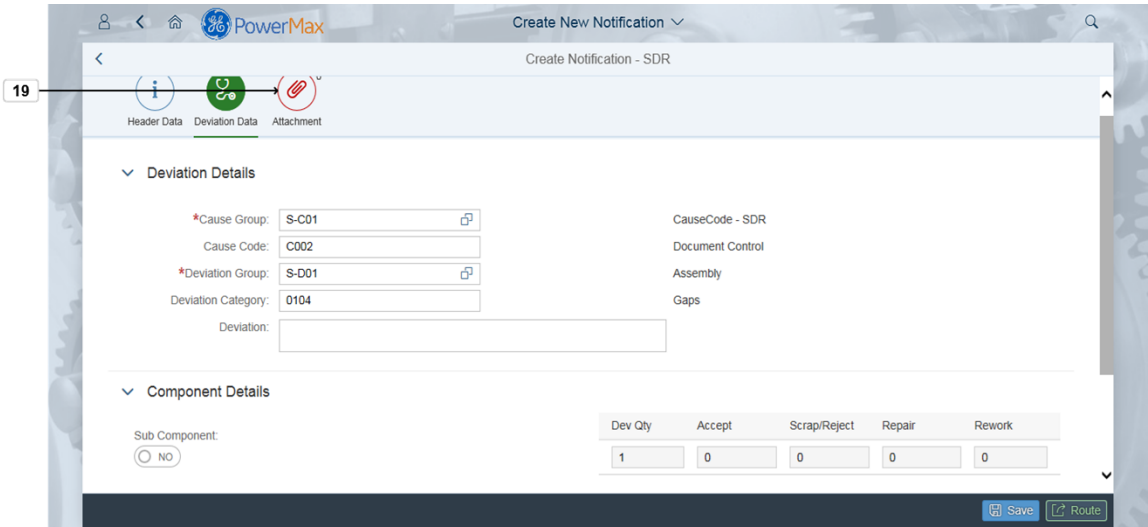 PowerMax
Create New Notification
Create Notification - SDR
19
Header Data
Deviation Data
Attachment
Deviation Details
*Cause Group: S-C01 CauseCode - SDR
Cause Code: C002 Document Control
*Deviation Group: S-D01 Assembly
Deviation Category: 0104 Gaps
Deviation:
Component Details
Dev Qty Accept Scrap/Reject Repair Rework
Sub Component:
NO
1 0 0 0 0
Save Route